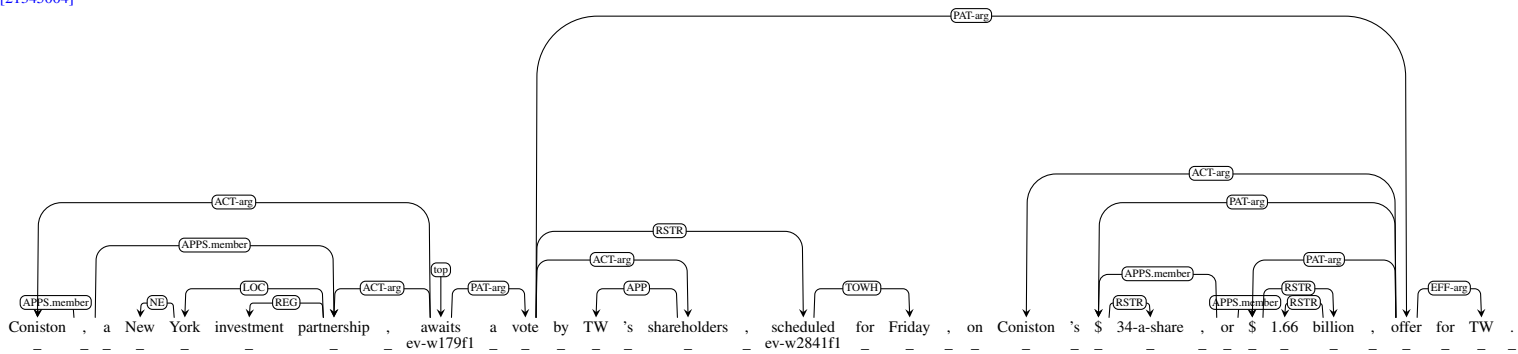 [21543004]
PAT-arg
ACT-arg
ACT-arg PAT-arg
RSTR
APPS.member ACT-arg PAT-arg
top APPS.member
APPS.member NE LOC REG ACT-arg PAT-arg APP TOWH RSTR APPS.member RSTR RSTR EFF-arg
Coniston , a New York investment partnership , awaits a vote by TW 's shareholders , scheduled for Friday , on Coniston 's $ 34-a-share , or $ 1.66 billion , offer for TW .
_ _ _ _ _ _ _ _ ev-w179f1 _ _ _ _ _ _ _ ev-w2841f1 _ _ _ _ _ _ _ _ _ _ _ _ _ _ _ _ _ _